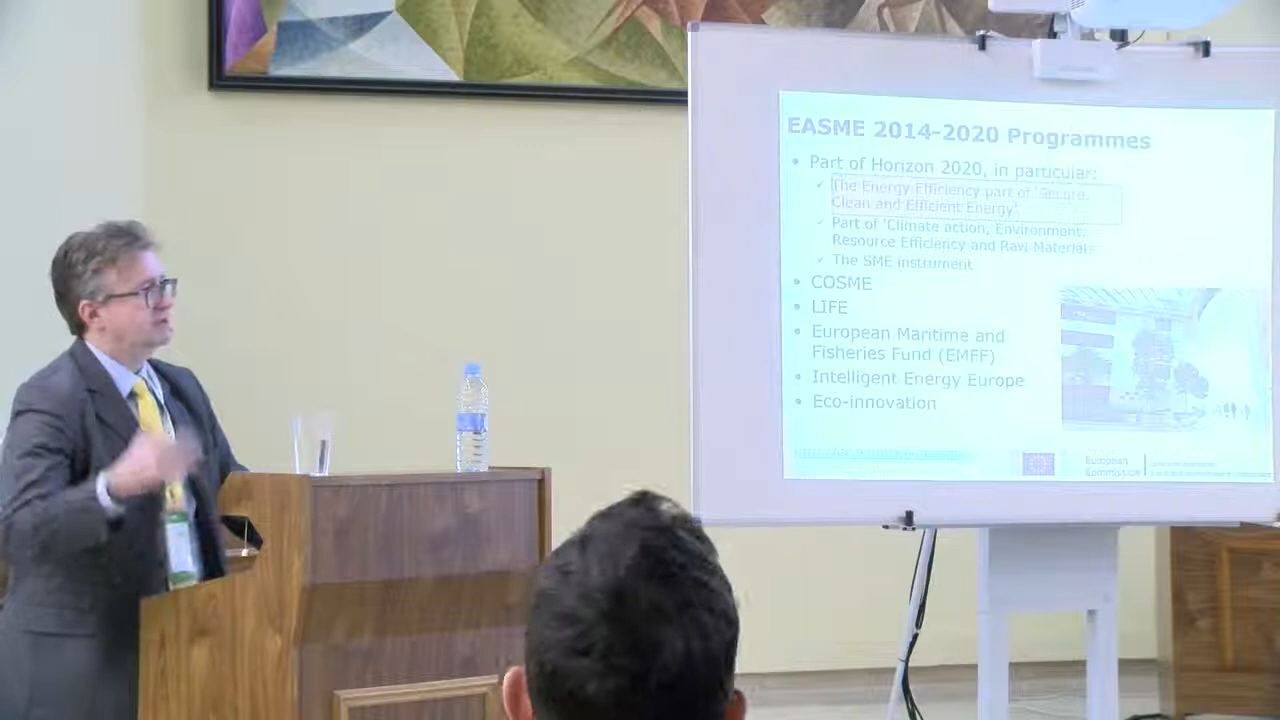 EASME 2014-2020 Programmes
• Part of Horizon 2020, in particular:
✓ The Energy Efficiency part of 'Secure,
Clean and Efficient Energy'
✓ Part of 'Climate action, Environment,
Resource Efficiency and Raw Materials
✓ The SME instrument
• COSME
• LIFE
• European Maritime and
Fisheries Fund (EMFF)
• Intelligent Energy Europe
• Eco-innovation
European
Commission